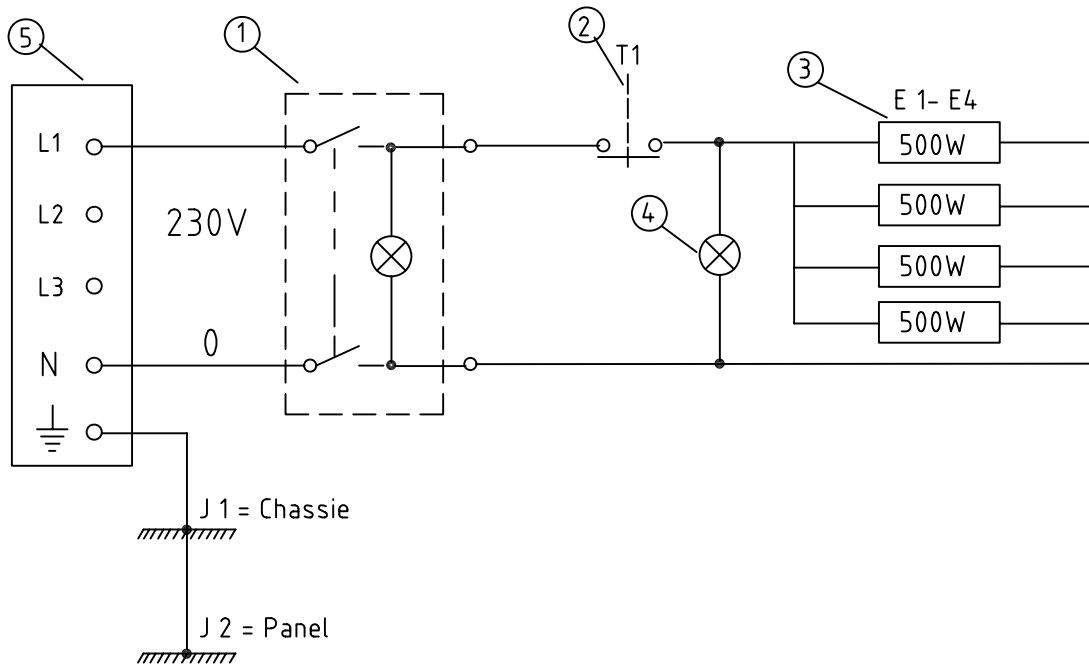 5
1
2
T1
3
E 1- E4
L1
500W
4
500W
L2
230V
500W
L3
500W
0
N
J 1 = Chassie
J 2 = Panel